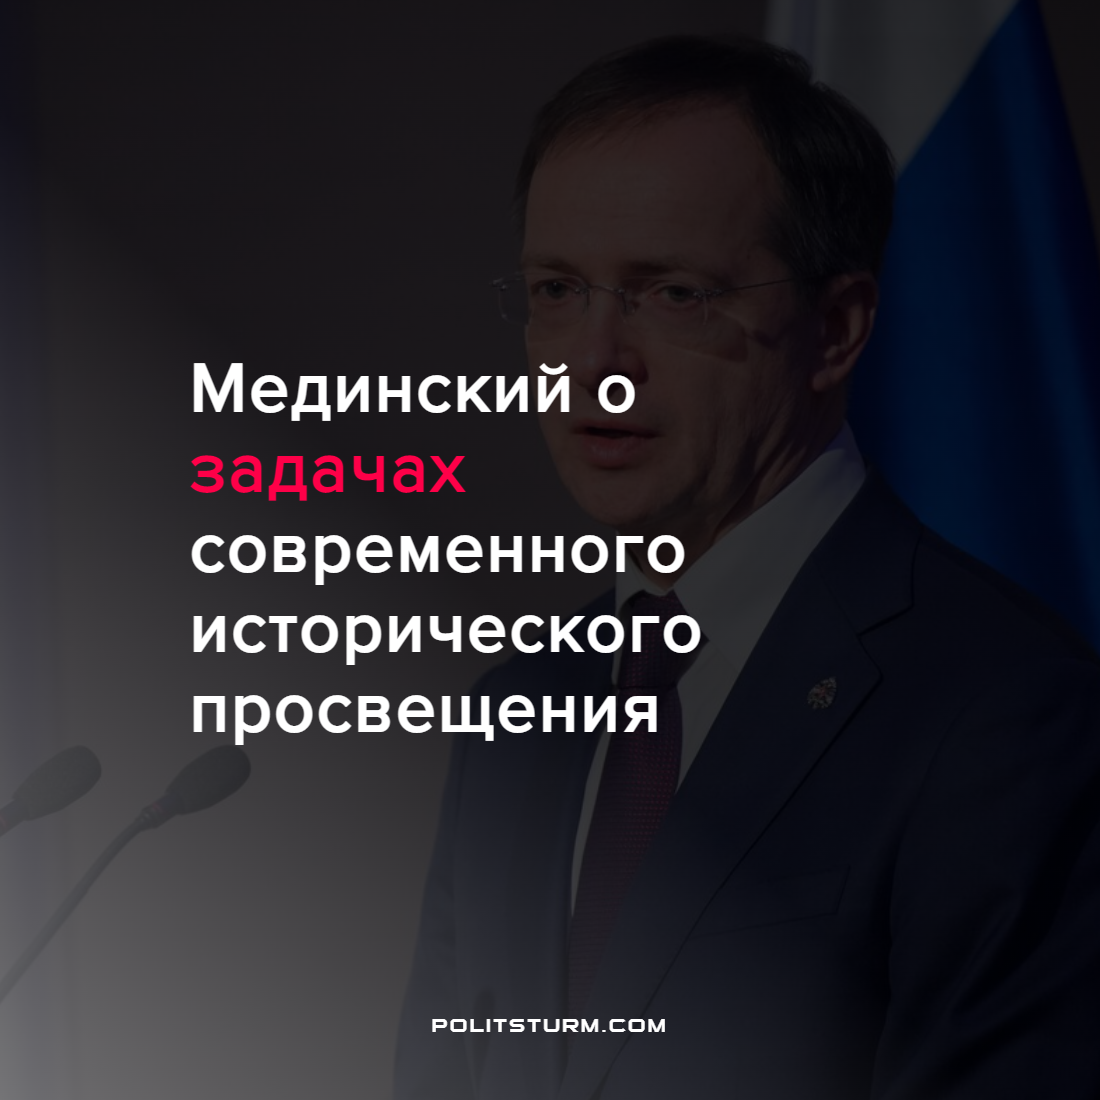 Мединский о
задачах
современного
исторического
просвещения
POLITSTURM.COM